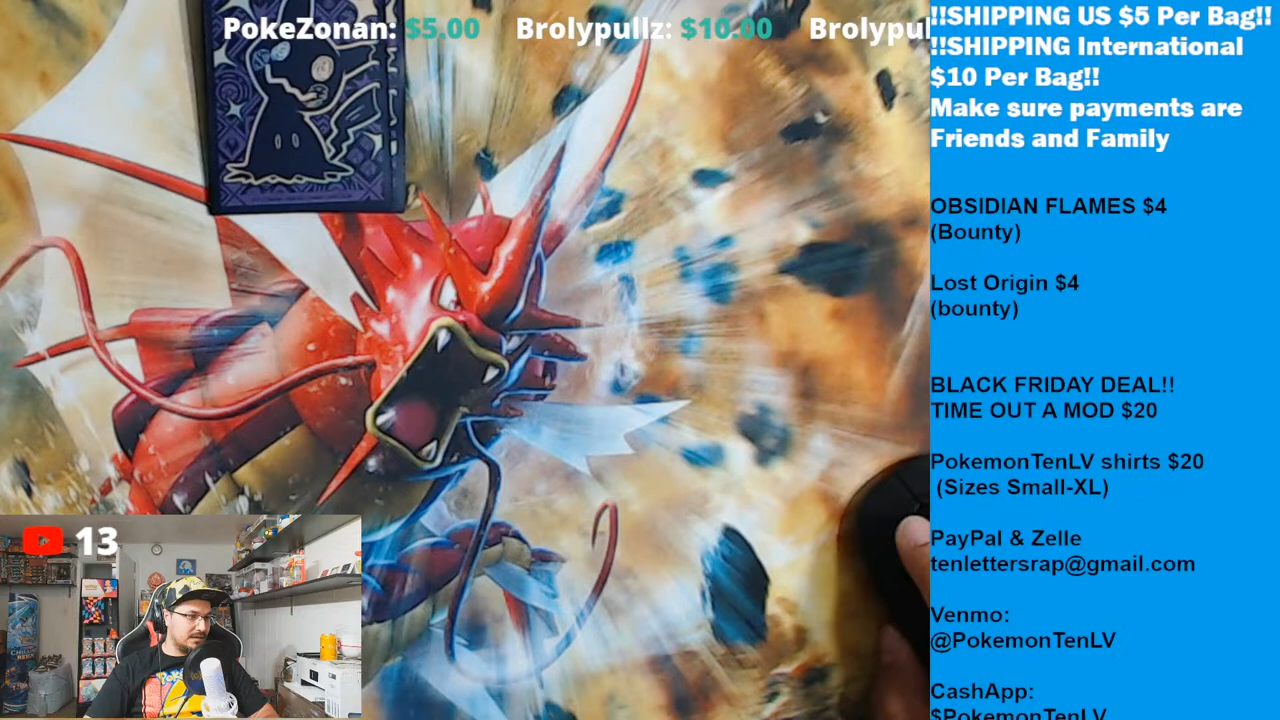 PokeZonan: $5.00 Brolypullz: $10.00 Brolypul
!!SHIPPING US $5 Per Bag!!
!!SHIPPING International
$10 Per Bag!!
Make sure payments are
Friends and Family
OBSIDIAN FLAMES $4
(Bounty)
Lost Origin $4
(bounty)
BLACK FRIDAY DEAL!!
TIME OUT A MOD $20
PokemonTenLV shirts $20
(Sizes Small-XL)
PayPal & Zelle
tenlettersrap@gmail.com
Venmo:
@PokemonTenLV
CashApp:
$PokemonTenLV
13